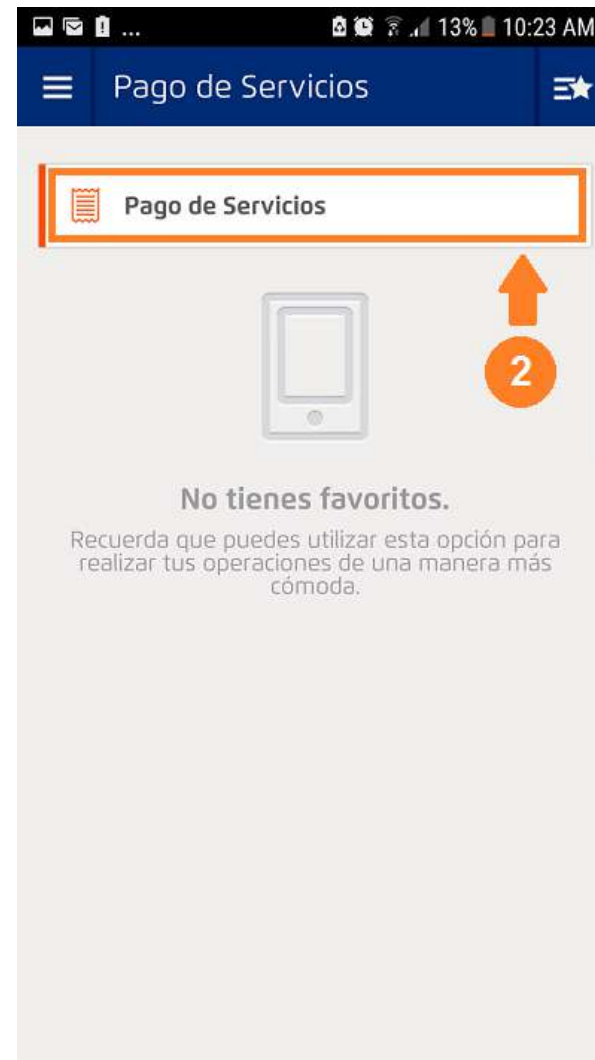 ... 13% 10:23 AM
Pago de Servicios
Pago de Servicios
2
No tienes favoritos.
Recuerda que puedes utilizar esta opción para
realizar tus operaciones de una manera más
cómoda.